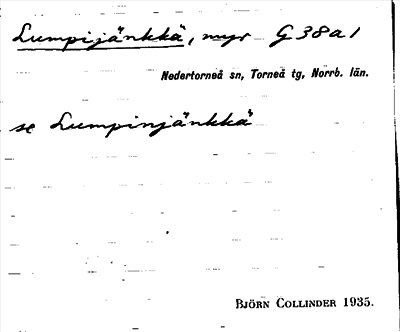 Lumpijänkkä, myr G38a1
Nedertorneå sn, Torneå tg, Norrb. län.
se Lumpinjänkkä
BJÖRN COLLINDER 1935.